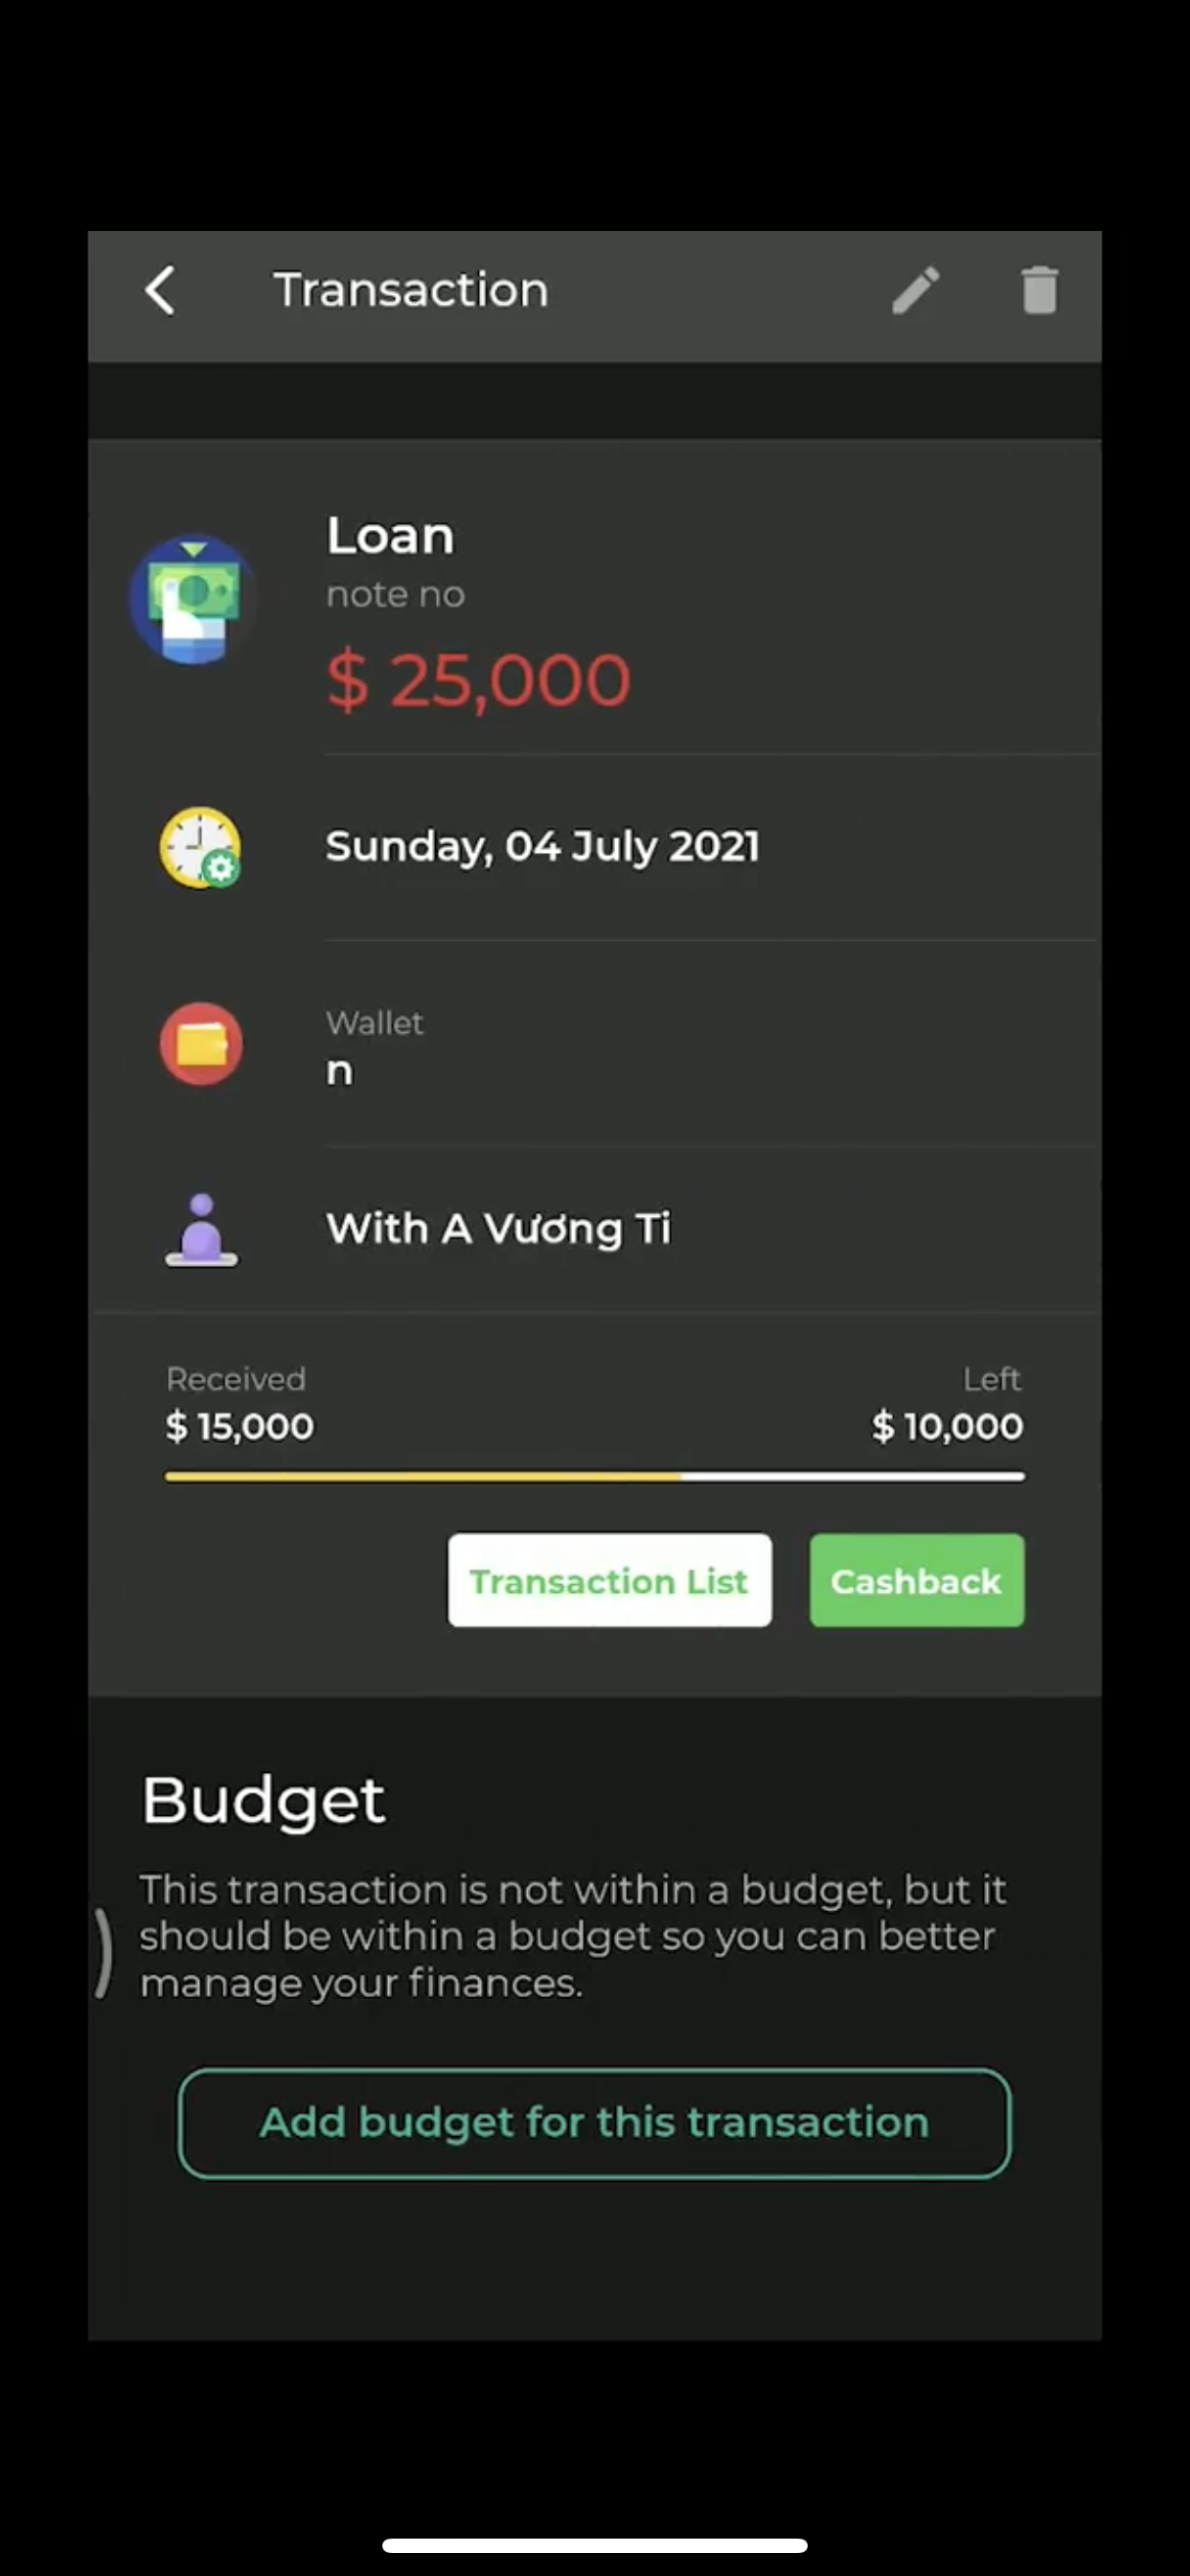 Transaction
Loan
note no
$ 25,000
Sunday, 04 July 2021
Wallet
n
With A Vương Ti
Received
Left
$ 15,000
$ 10,000
Transaction List
Cashback
Budget
This transaction is not within a budget, but it
should be within a budget so you can better
manage your finances.
Add budget for this transaction